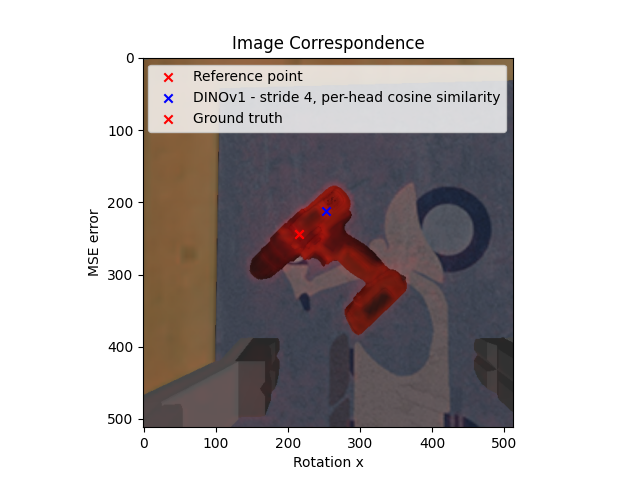 Image Correspondence
Reference point
DINOv1 - stride 4, per-head cosine similarity
Ground truth
MSE error
0
100
200
300
400
500
0 100 200 300 400 500
Rotation x